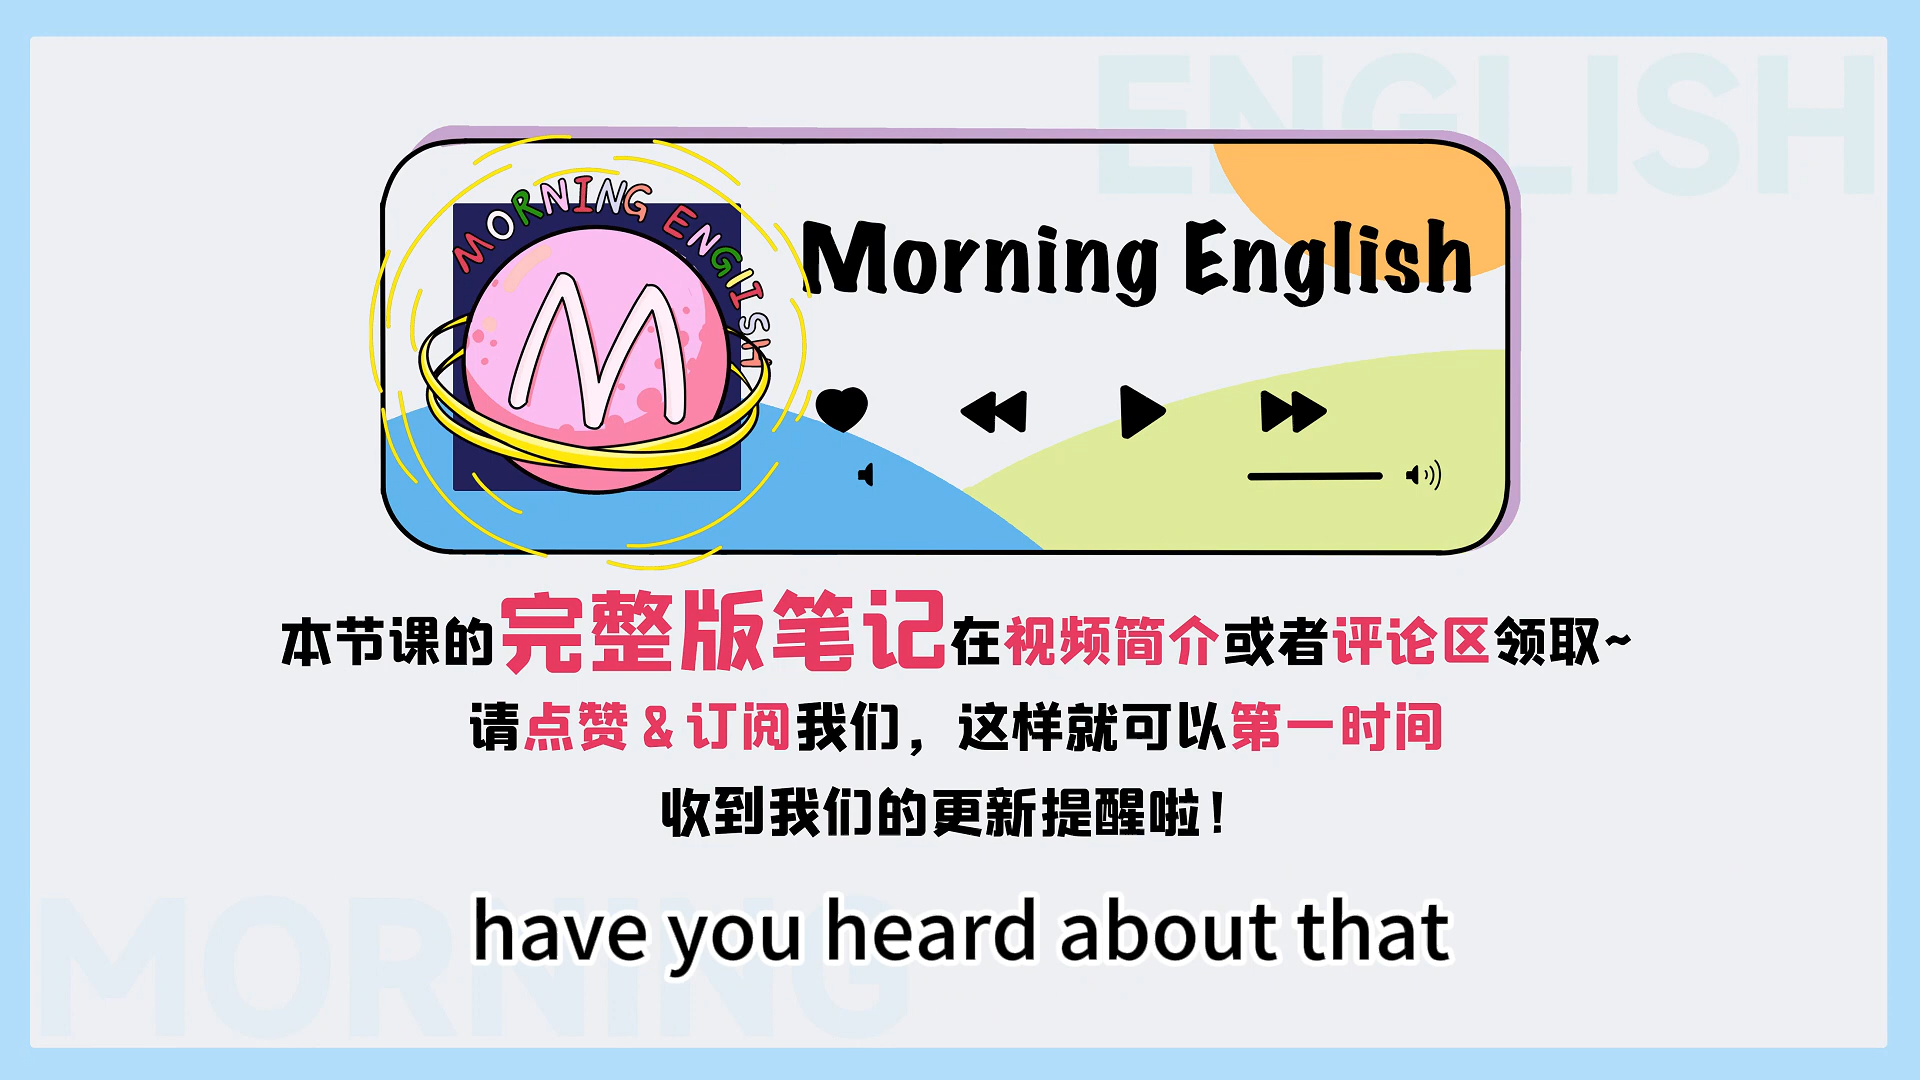 ENGLISH
MORNING ENGLISH
M
Morning English
本节课的完整版笔记在视频简介或者评论区领取~
请点赞&订阅我们，这样就可以第一时间
收到我们的更新提醒啦！
MORNING
have you heard about that